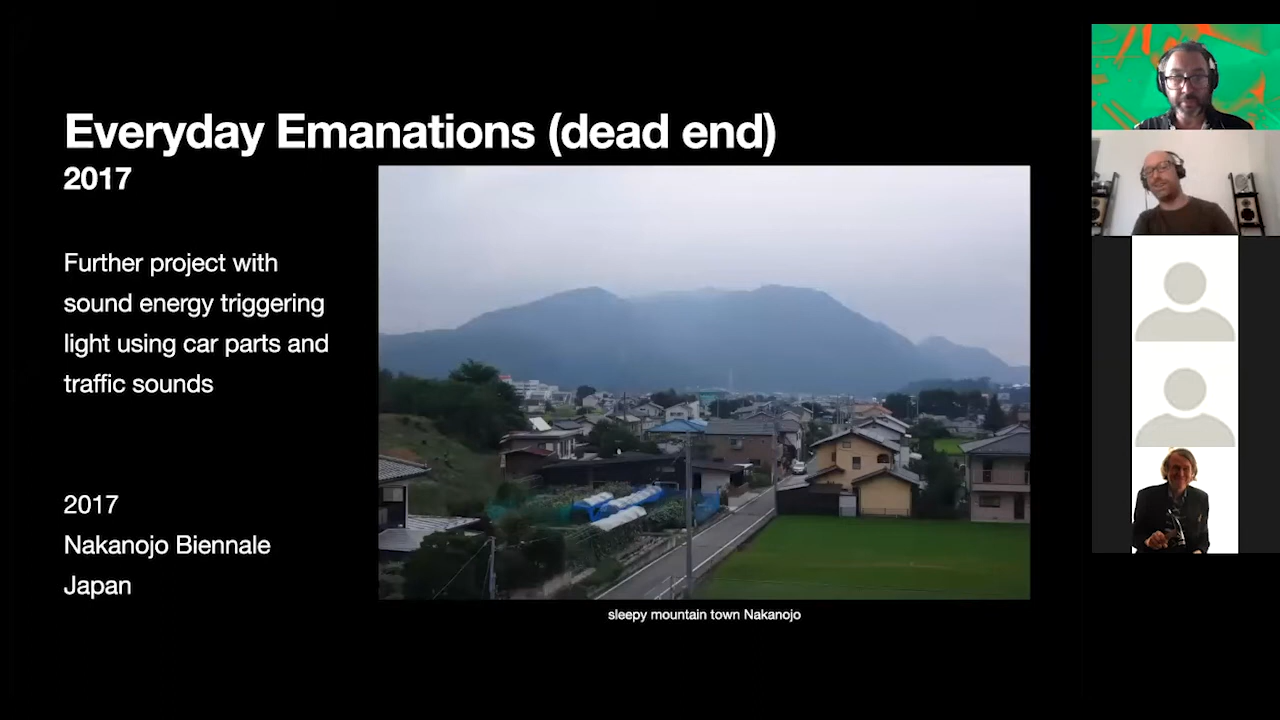 Everyday Emanations (dead end)
2017
Further project with
sound energy triggering
light using car parts and
traffic sounds
2017
Nakanojo Biennale
Japan
sleepy mountain town Nakanojo